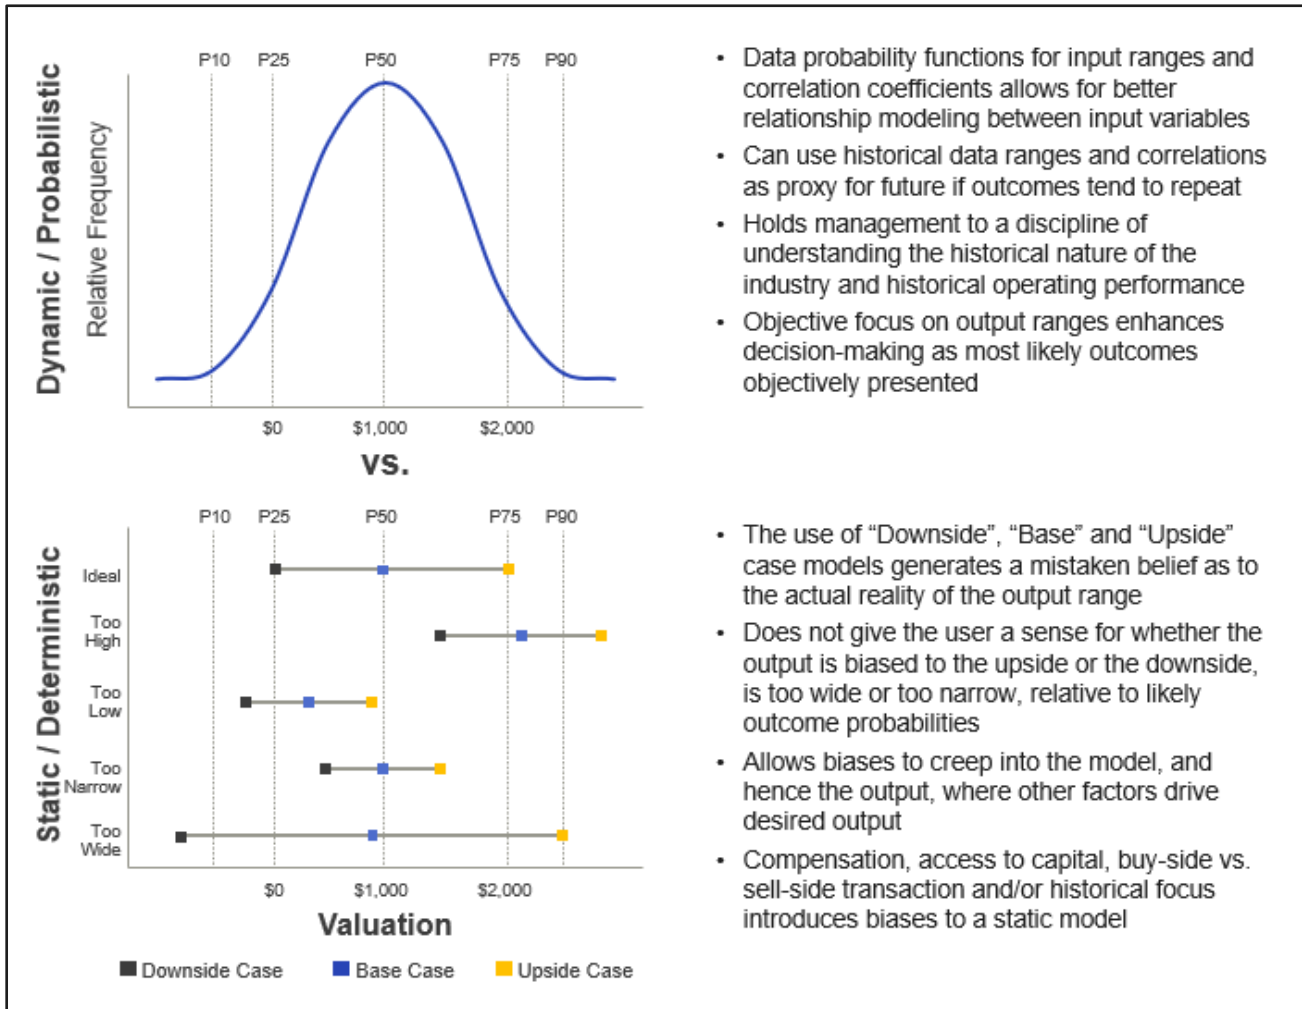 P10 P25 P50 P75 P90
Dynamic / Probabilistic
Relative Frequency
$0 $1,000 $2,000
• Data probability functions for input ranges and
correlation coefficients allows for better
relationship modeling between input variables
• Can use historical data ranges and correlations
as proxy for future if outcomes tend to repeat
• Holds management to a discipline of
understanding the historical nature of the
industry and historical operating performance
• Objective focus on output ranges enhances
decision-making as most likely outcomes
objectively presented
vs.
P10 P25 P50 P75 P90
Static / Deterministic
Ideal
Too
High
Too
Low
Too
Narrow
Too
Wide
$0 $1,000 $2,000
Valuation
Downside Case Base Case Upside Case
• The use of “Downside”, “Base” and “Upside”
case models generates a mistaken belief as to
the actual reality of the output range
• Does not give the user a sense for whether the
output is biased to the upside or the downside,
is too wide or too narrow, relative to likely
outcome probabilities
• Allows biases to creep into the model, and
hence the output, where other factors drive
desired output
• Compensation, access to capital, buy-side vs.
sell-side transaction and/or historical focus
introduces biases to a static model